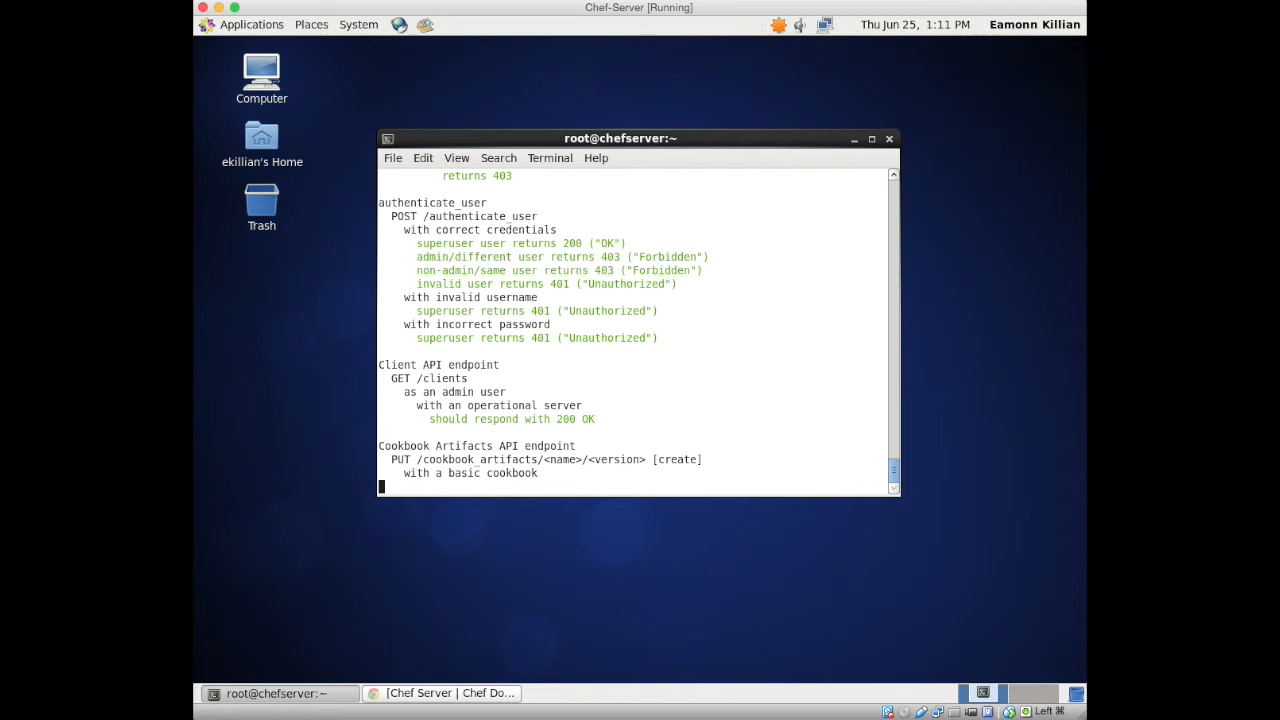 Chef-Server [Running]
Applications Places System Thu Jun 25, 1:11 PM Eamonn Killian
Computer
ekillian's Home
Trash
root@chefserver:~
File Edit View Search Terminal Help
returns 403
authenticate_user
POST /authenticate_user
with correct credentials
superuser user returns 200 ("OK")
admin/different user returns 403 ("Forbidden")
non-admin/same user returns 403 ("Forbidden")
invalid user returns 401 ("Unauthorized")
with invalid username
superuser returns 401 ("Unauthorized")
with incorrect password
superuser returns 401 ("Unauthorized")
Client API endpoint
GET /clients
as an admin user
with an operational server
should respond with 200 OK
Cookbook Artifacts API endpoint
PUT /cookbook_artifacts/<name>/<version> [create]
with a basic cookbook
root@chefserver:~ [Chef Server | Chef Do...
Left ⌘